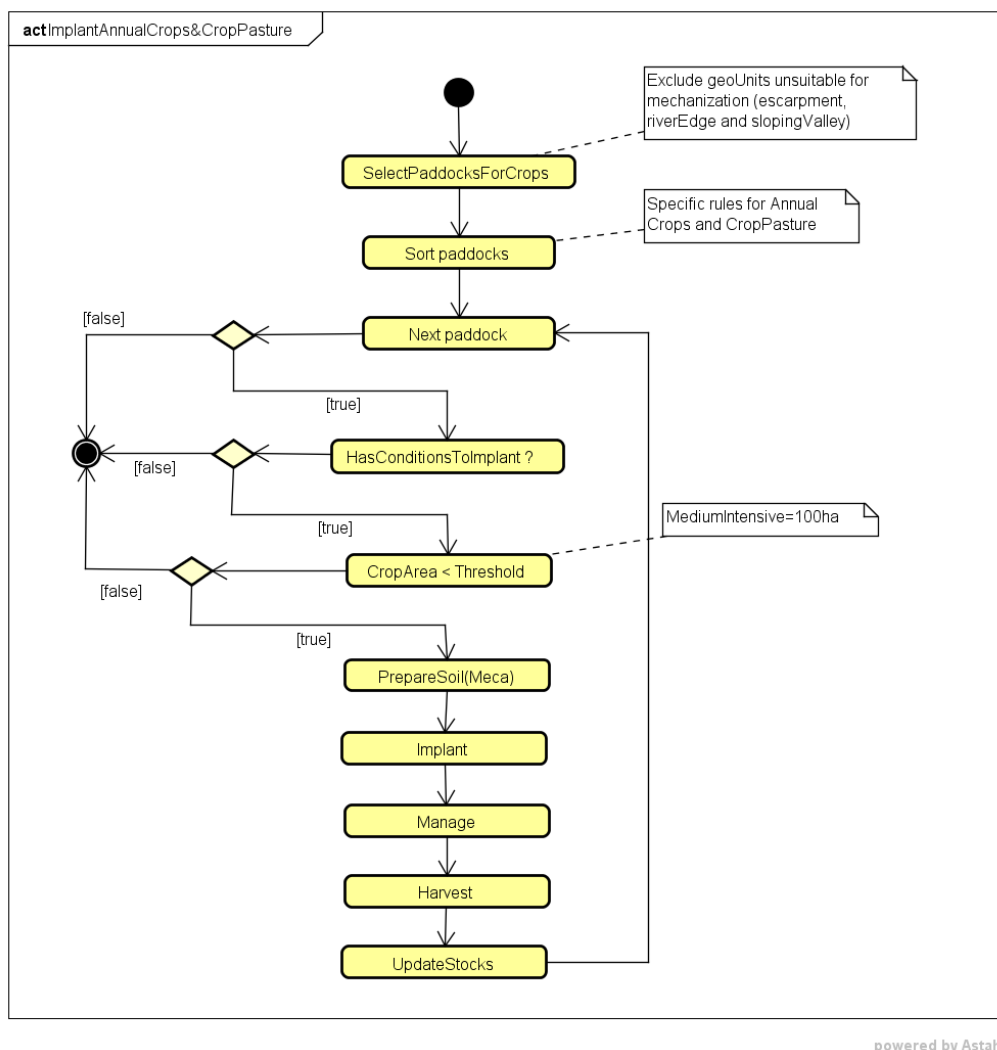 act ImplantAnnualCrops&CropPasture
Exclude geoUnits unsuitable for
mechanization (escarpment,
riverEdge and slopingValley)
SelectPaddocksForCrops
Specific rules for Annual
Crops and CropPasture
Sort paddocks
[false]
Next paddock
[true]
HasConditionsToImplant ?
[false]
[true]
MediumIntensive=100ha
CropArea < Threshold
[false]
[true]
PrepareSoil(Meca)
Implant
Manage
Harvest
UpdateStocks
powered by Astah